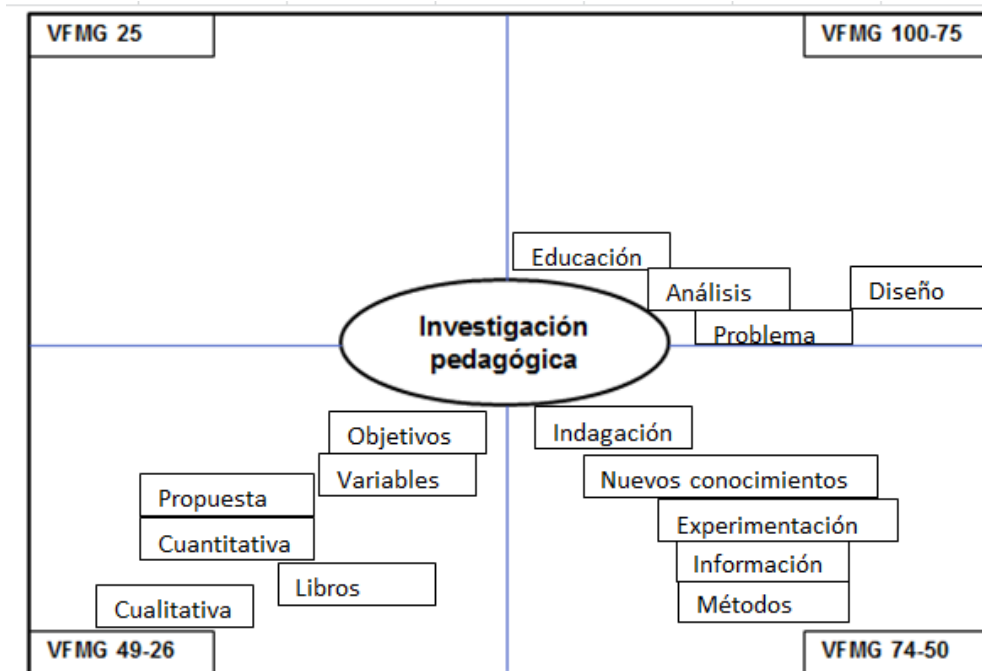 VFMG 25
VFMG 100-75
Educación
Análisis
Diseño
Problema
Investigación
pedagógica
Objetivos
Indagación
Variables
Nuevos conocimientos
Propuesta
Experimentación
Cuantitativa
Información
Libros
Métodos
Cualitativa
VFMG 49-26
VFMG 74-50